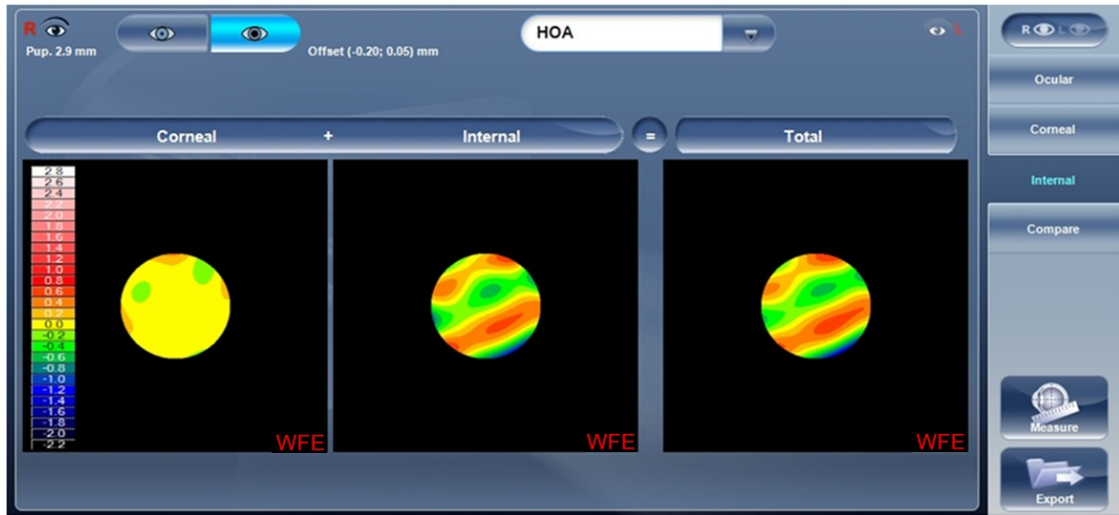 R
Pup. 2.9 mm
Offset (-0.20; 0.05) mm
HOA
L
R L
Ocular
Corneal
Internal
Compare
Corneal + Internal = Total
2.8
2.6
2.4
2.2
2.0
1.8
1.6
1.4
1.2
1.0
0.8
0.6
0.4
0.2
0.0
-0.2
-0.4
-0.6
-0.8
-1.0
-1.2
-1.4
-1.6
-1.8
-2.0
-2.2
WFE
WFE
WFE
Measure
Export